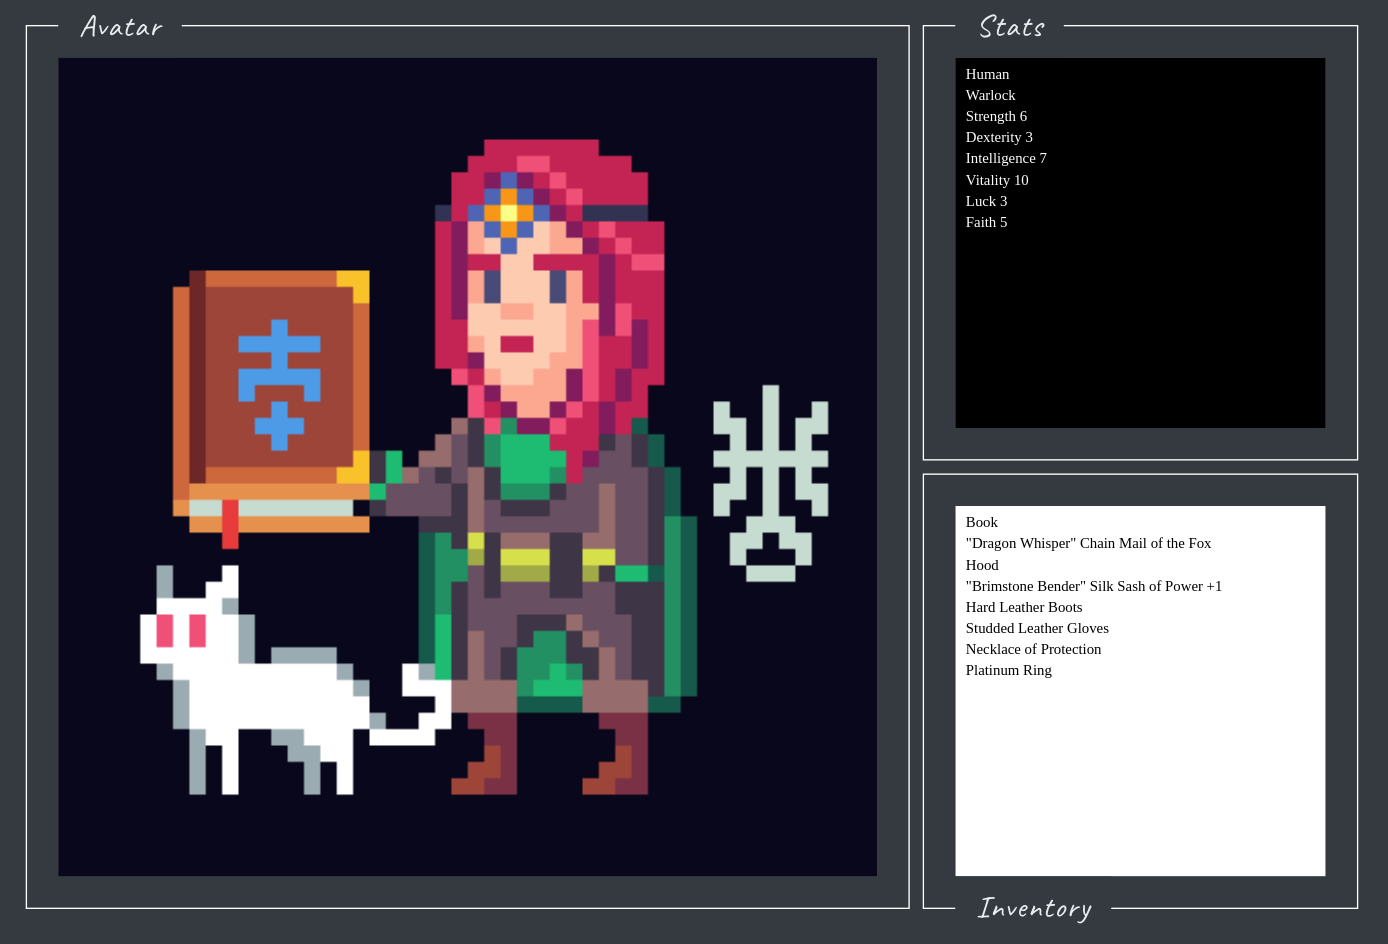 Avatar
Stats
Human
Warlock
Strength 6
Dexterity 3
Intelligence 7
Vitality 10
Luck 3
Faith 5
Book
"Dragon Whisper" Chain Mail of the Fox
Hood
"Brimstone Bender" Silk Sash of Power +1
Hard Leather Boots
Studded Leather Gloves
Necklace of Protection
Platinum Ring
Inventory